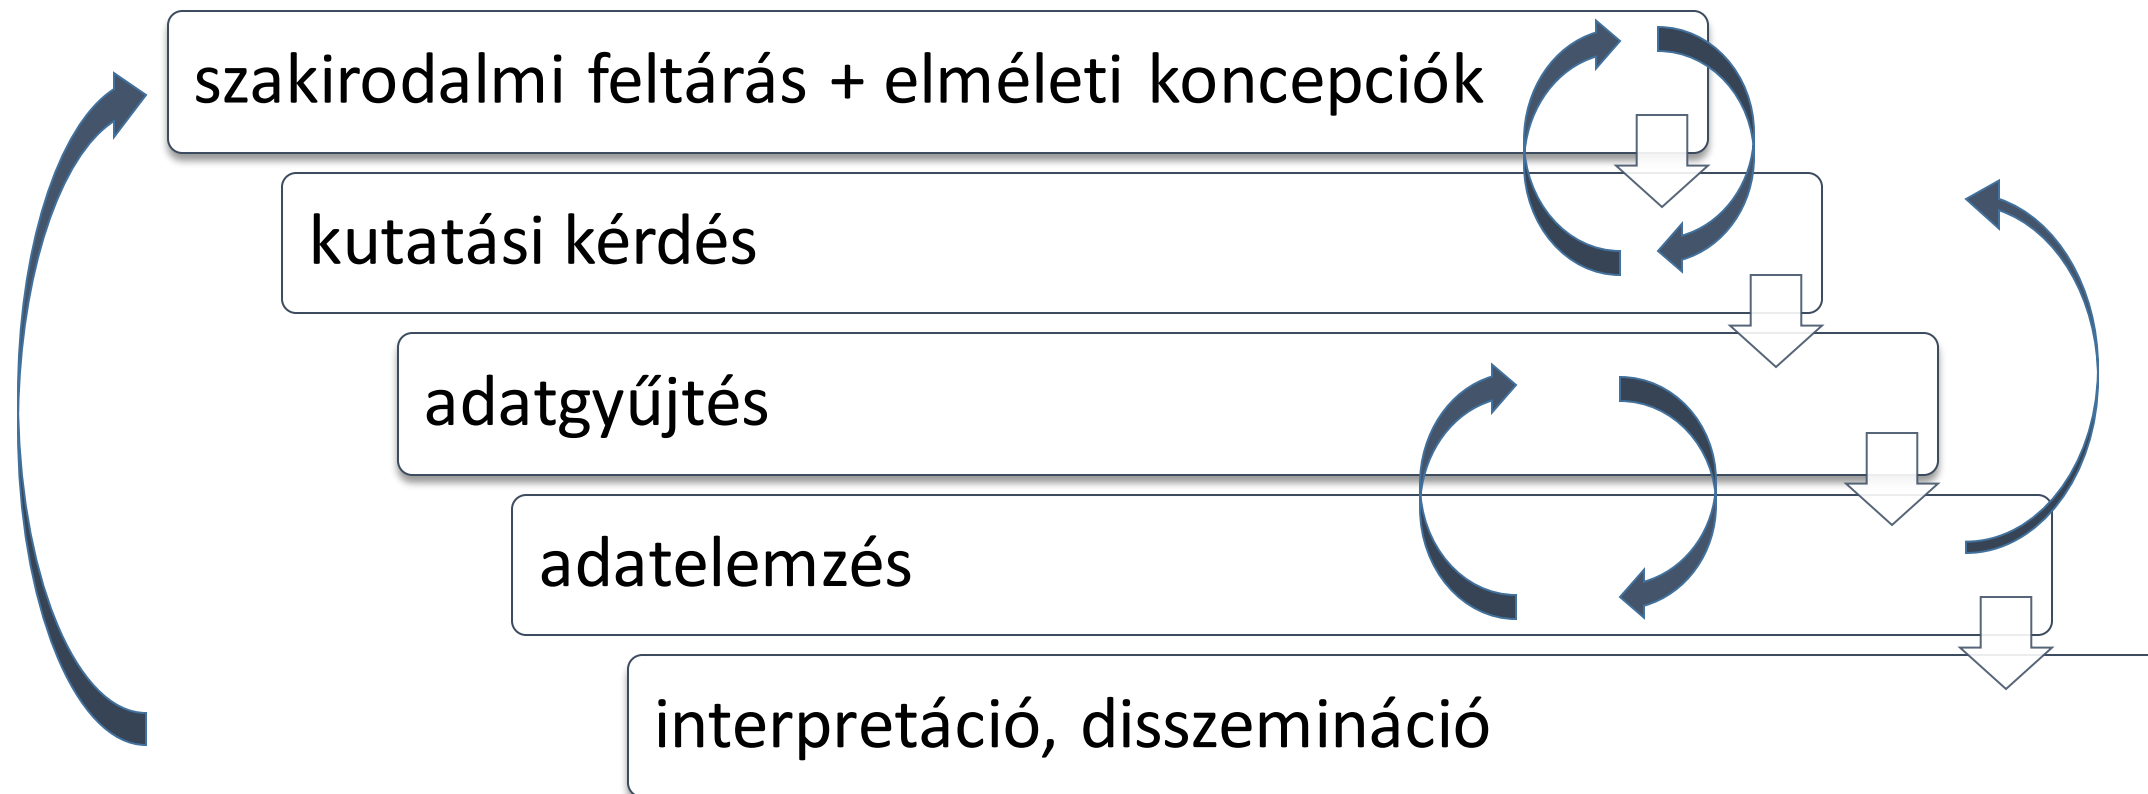 szakirodalmi feltárás + elméleti koncepciók
kutatási kérdés
adatgyűjtés
adatelemzés
interpretáció, disszemináció